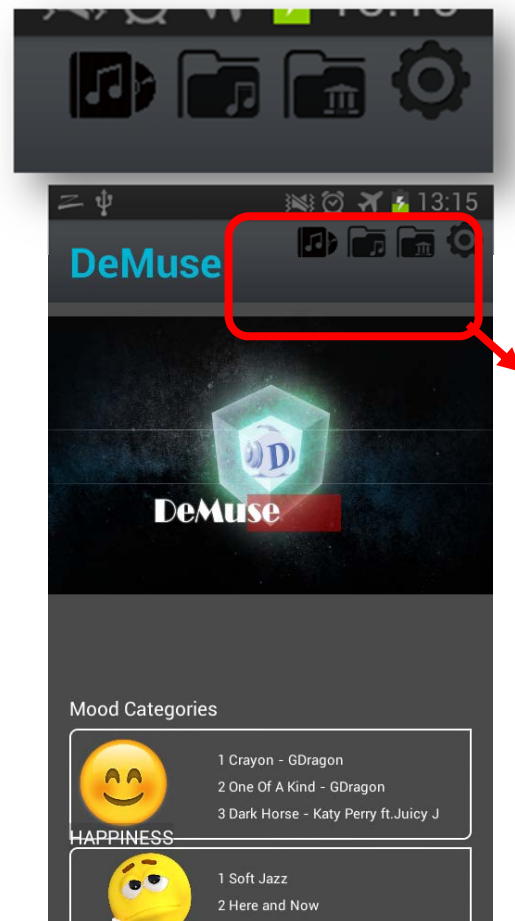 13:15
DeMuse
D
DeMuse
Mood Categories
1 Crayon - GDragon
2 One Of A Kind - GDragon
3 Dark Horse - Katy Perry ft.Juicy J
HAPPINESS
1 Soft Jazz
2 Here and Now